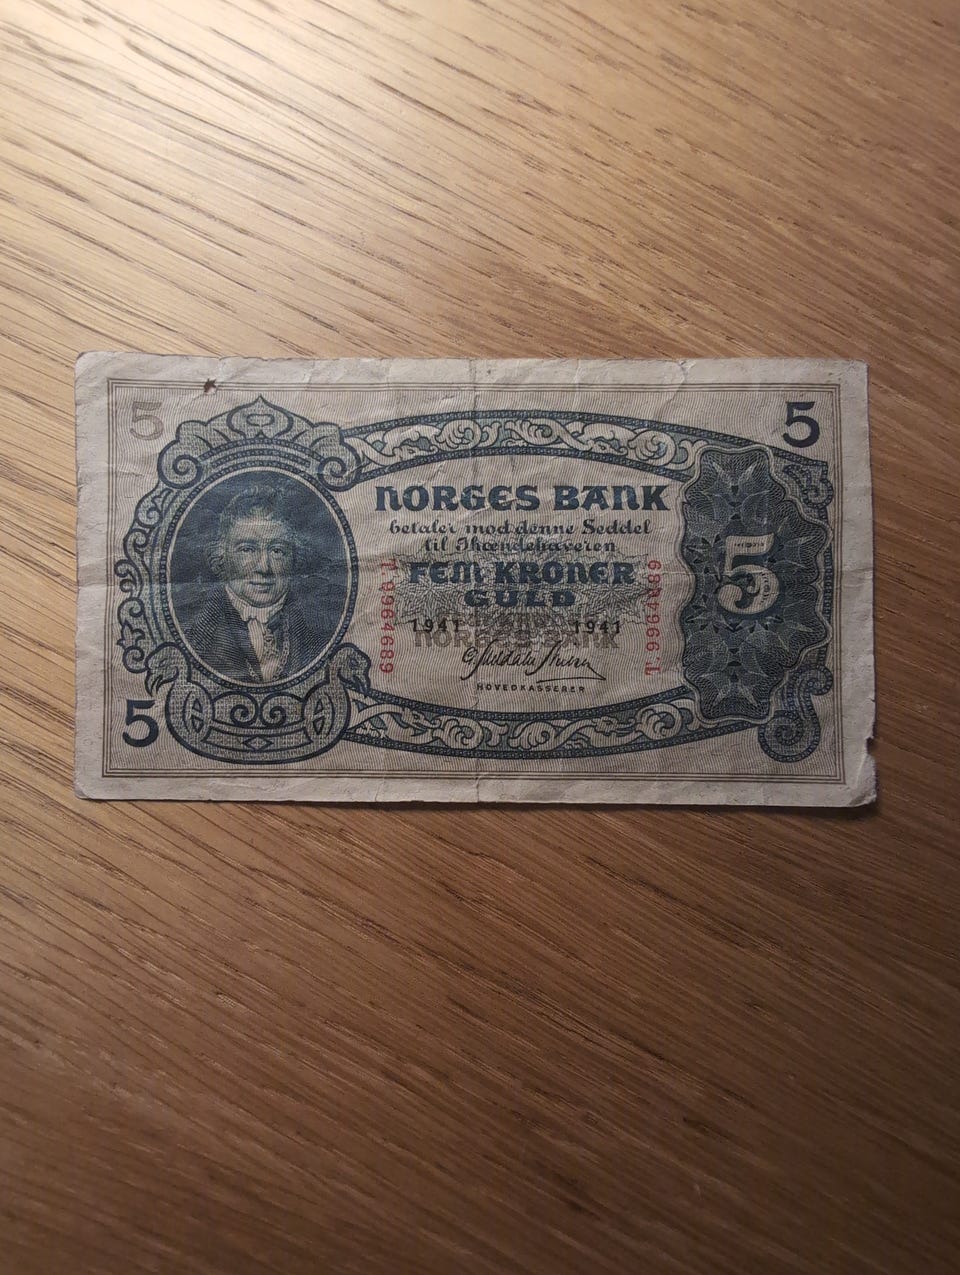 5
5
NORGES BANK
betaler mod denne Seddel
til Ihændehaveren
FEM KRONER
GULD
1941 1941
NORGES BANK
HOVEDKASSERER
T.9964689
T.9964689
5
5